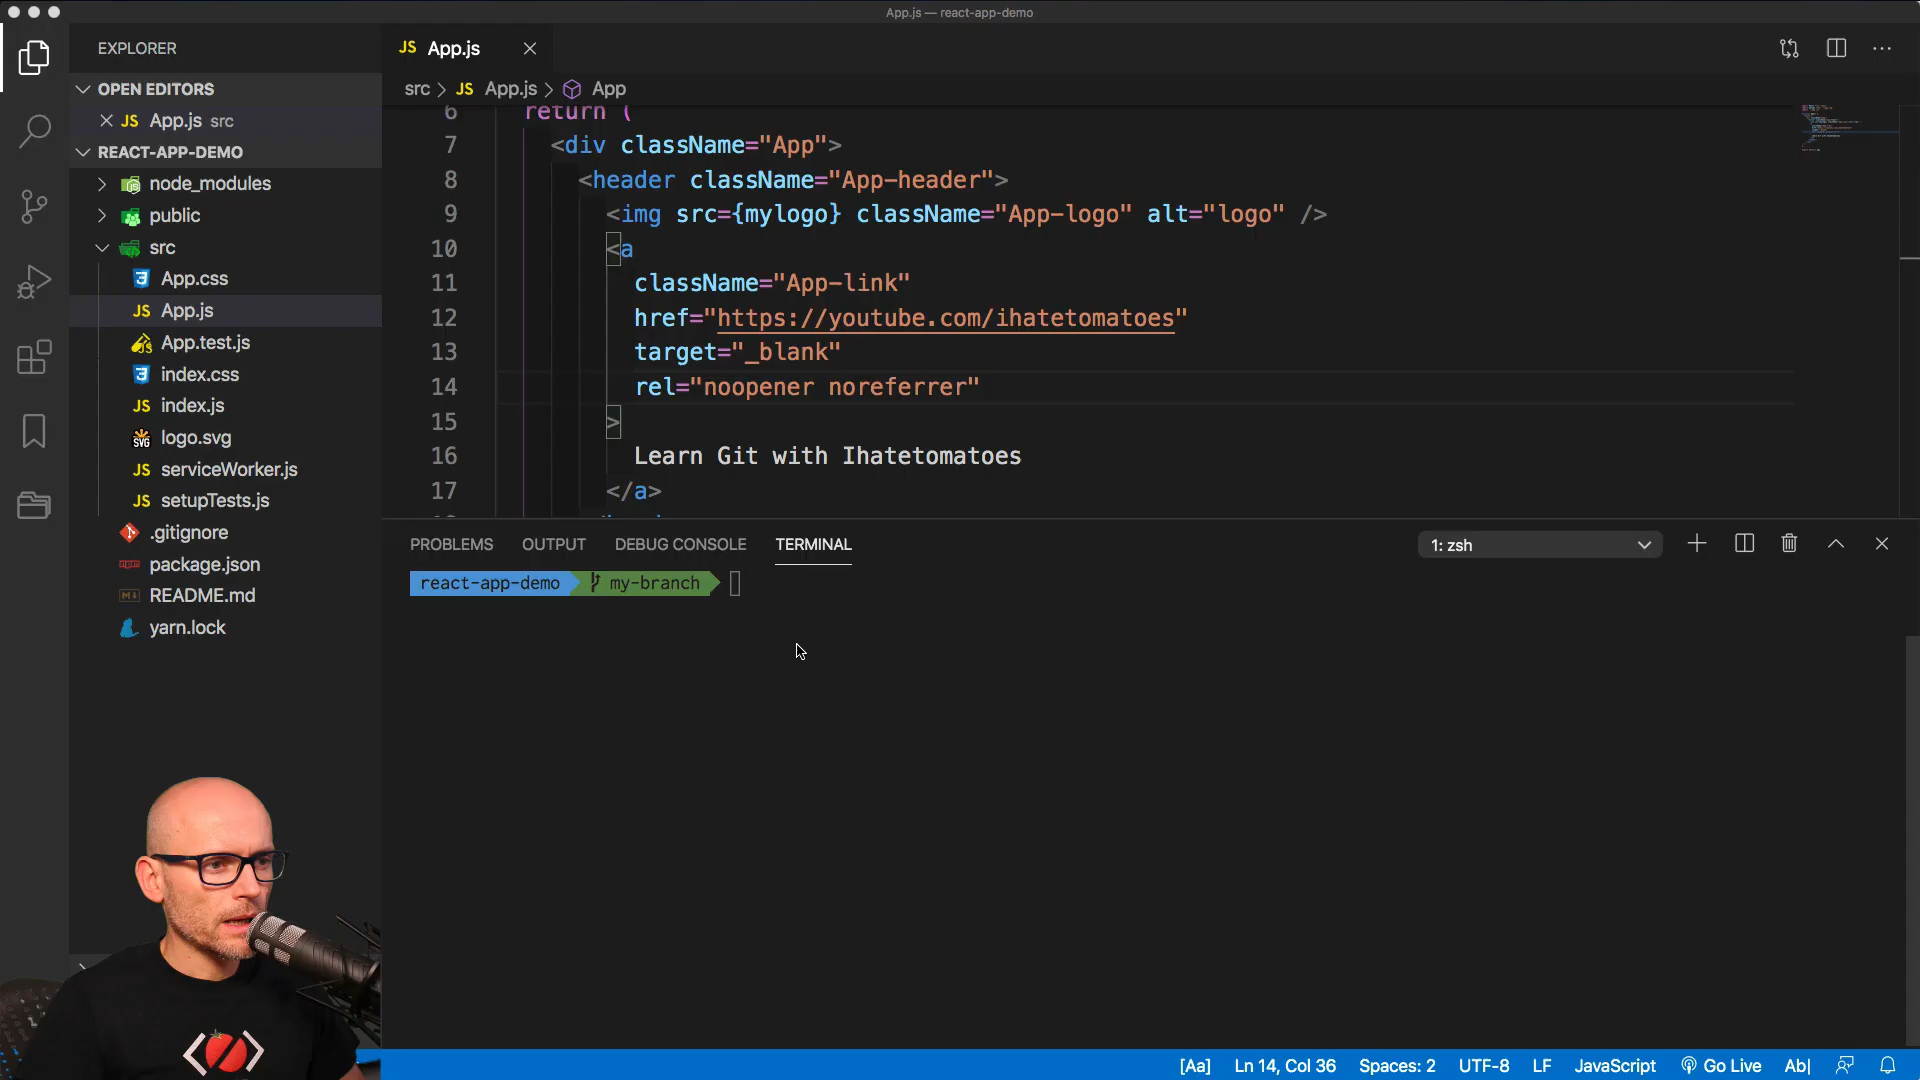 App.js — react-app-demo
EXPLORER
OPEN EDITORS
JS App.js src
REACT-APP-DEMO
node_modules
public
src
App.css
JS App.js
App.test.js
index.css
JS index.js
SVG logo.svg
JS serviceWorker.js
JS setupTests.js
.gitignore
package.json
README.md
yarn.lock
JS App.js
src > JS App.js > App
6 return (
7 <div className="App">
8 <header className="App-header">
9 <img src={mylogo} className="App-logo" alt="logo" />
10 <a
11 className="App-link"
12 href="https://youtube.com/ihatetomatoes"
13 target="_blank"
14 rel="noopener noreferrer"
15 >
16 Learn Git with Ihatetomatoes
17 </a>
PROBLEMS OUTPUT DEBUG CONSOLE TERMINAL 1: zsh
react-app-demo my-branch
[Aa] Ln 14, Col 36 Spaces: 2 UTF-8 LF JavaScript Go Live Ab|